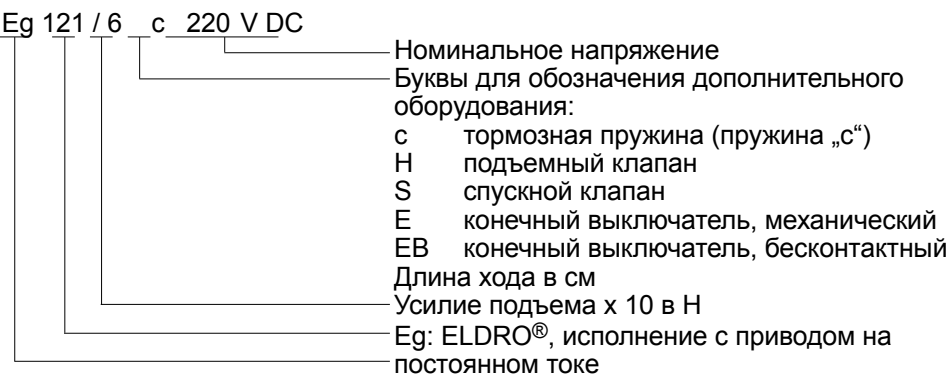 Eg 121 / 6 c 220 V DC
Номинальное напряжение
Буквы для обозначения дополнительного
оборудования:
c тормозная пружина (пружина „c“)
H подъемный клапан
S спускной клапан
E конечный выключатель, механический
EB конечный выключатель, бесконтактный
Длина хода в см
Усилие подъема x 10 в Н
Eg: ELDRO®, исполнение с приводом на
постоянном токе